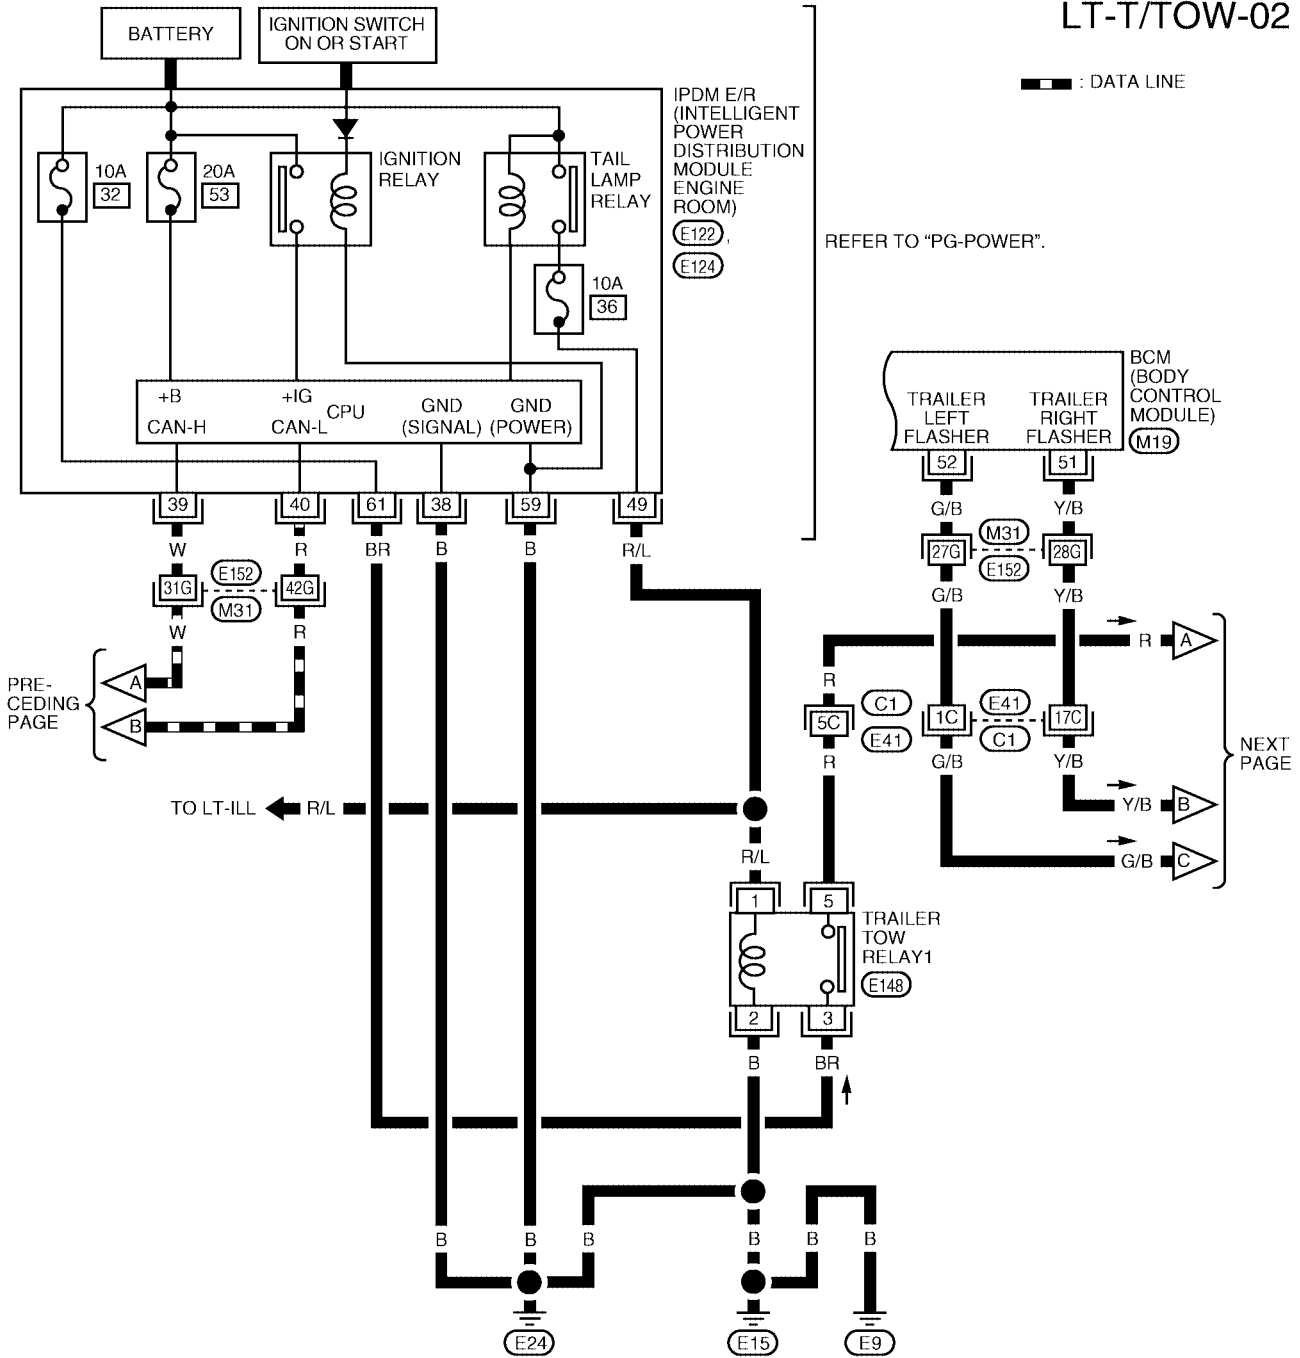 LT-T/TOW-02
BATTERY
IGNITION SWITCH
ON OR START
: DATA LINE
IPDM E/R
(INTELLIGENT
POWER
DISTRIBUTION
MODULE
ENGINE
ROOM)
E122 ,
E124
10A
32
20A
53
IGNITION
RELAY
TAIL
LAMP
RELAY
10A
36
REFER TO “PG-POWER”.
+B
+IG
CPU
CAN-H
CAN-L
GND
(SIGNAL)
GND
(POWER)
BCM
(BODY
CONTROL
MODULE)
M19
TRAILER
LEFT
FLASHER
TRAILER
RIGHT
FLASHER
52
51
39
40
61
38
59
49
G/B
Y/B
W
R
BR
B
B
R/L
27G
M31
E152
28G
31G
E152
M31
42G
G/B
Y/B
W
R
R
A
PRE-
CEDING
PAGE
A
B
R
5C
C1
E41
1C
E41
C1
17C
R
G/B
Y/B
NEXT
PAGE
TO LT-ILL
R/L
Y/B
B
R/L
G/B
C
1
5
TRAILER
TOW
RELAY1
E148
2
3
B
BR
B
B
B
B
B
B
E24
E15
E9